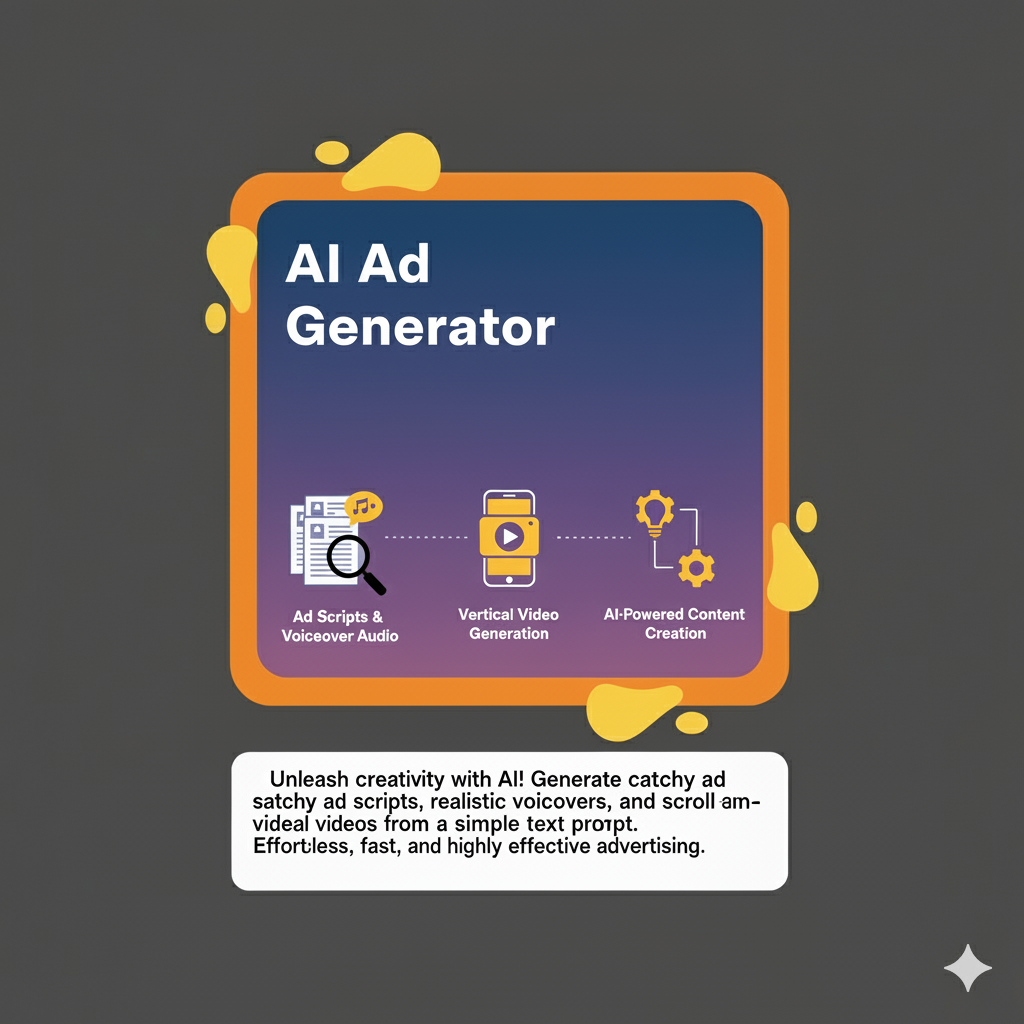 AI Ad
Generator
Ad Scripts &
Voiceover Audio
Vertical Video
Generation
AI-Powered Content
Creation
Unleash creativity with AI! Generate catchy ad
satchy ad scripts, realistic voicovers, and scroll am-
videal videos from a simple text
Effortless, fast, and highly effective advertising.